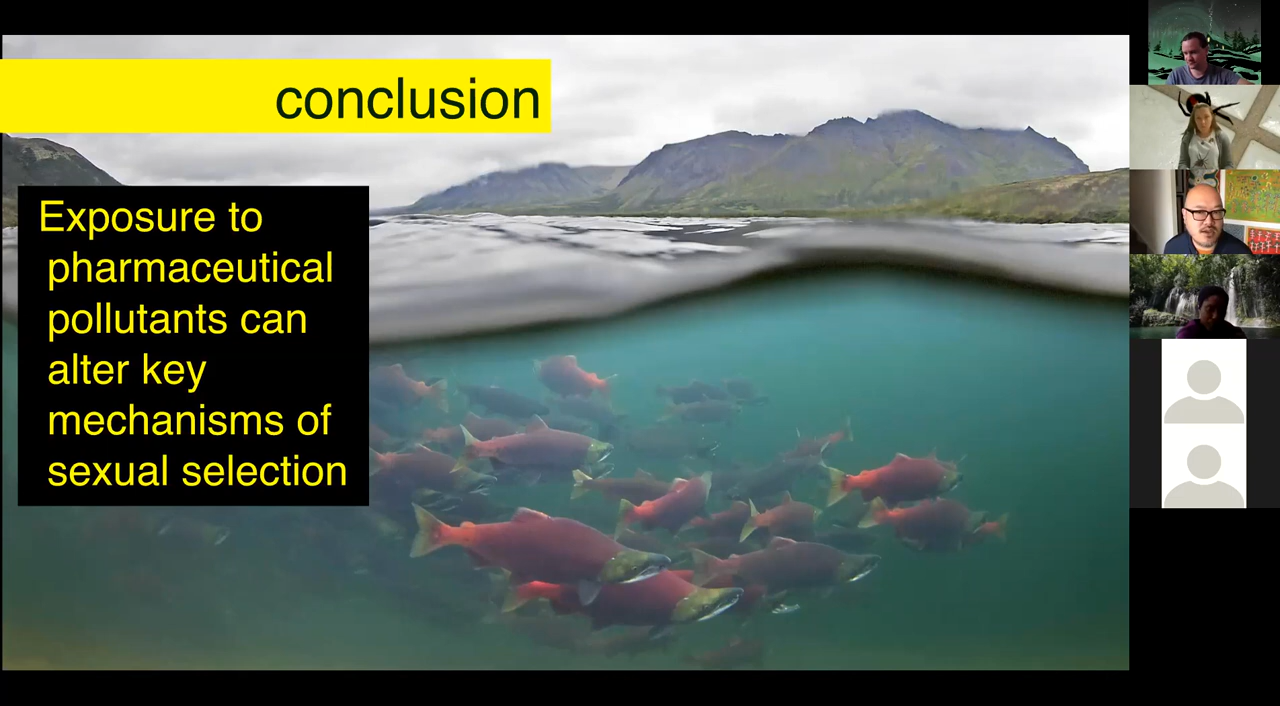 conclusion
Exposure to
pharmaceutical
pollutants can
alter key
mechanisms of
sexual selection